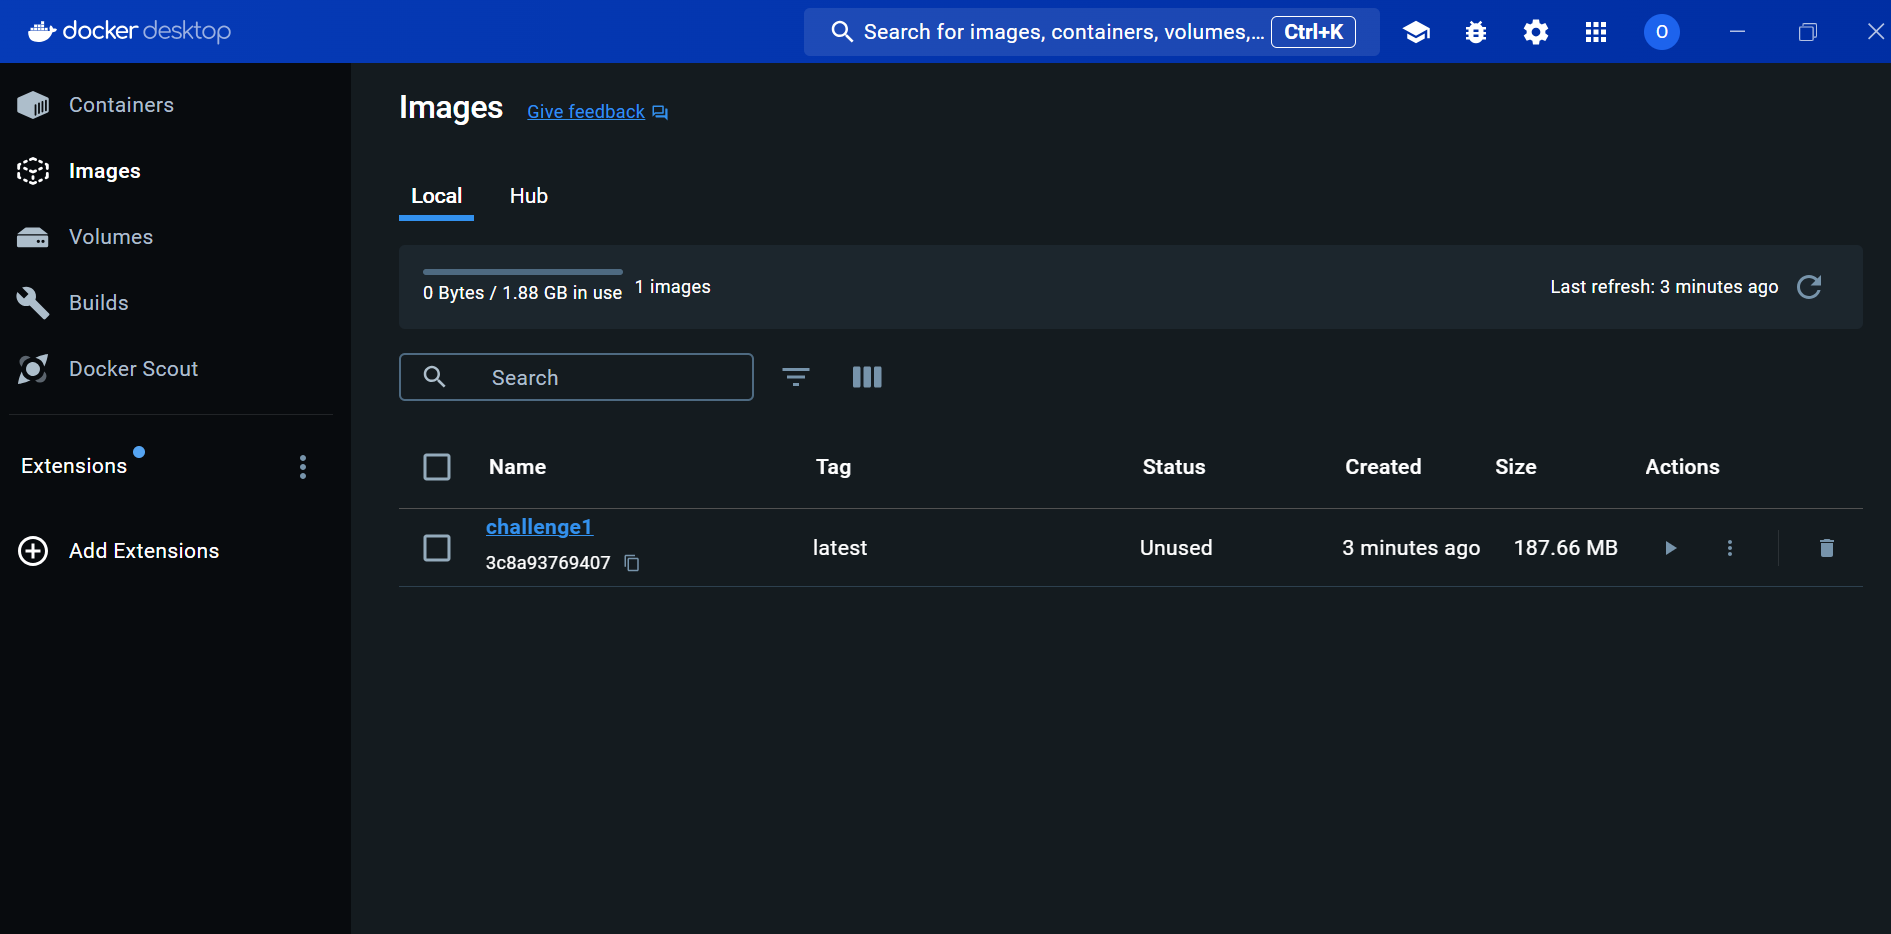 docker desktop
Search for images, containers, volumes,... Ctrl+K
O
Containers
Images
Volumes
Builds
Docker Scout
Extensions
Add Extensions
Images Give feedback
Local Hub
0 Bytes / 1.88 GB in use 1 images Last refresh: 3 minutes ago
Search
Name Tag Status Created Size Actions
challenge1
3c8a93769407 latest Unused 3 minutes ago 187.66 MB